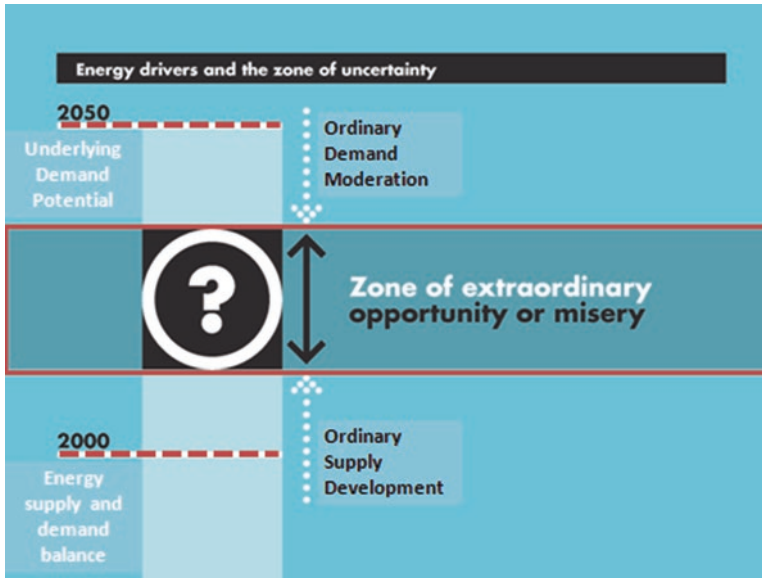 Energy drivers and the zone of uncertainty
2050
Underlying
Demand
Potential
Ordinary
Demand
Moderation
?
Zone of extraordinary
opportunity or misery
2000
Energy
supply and
demand
balance
Ordinary
Supply
Development